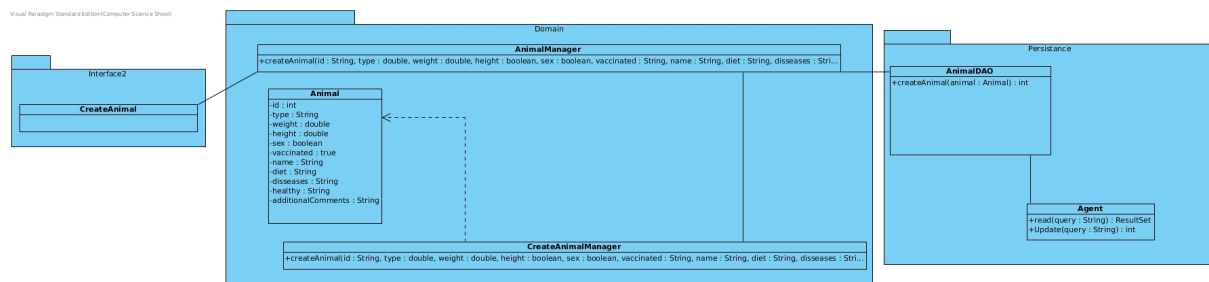 Visual Paradigm Standard Edition(Computer Science Sheol)
Domain
AnimalManager
+createAnimal(id : String, type : double, weight : double, height : boolean, sex : boolean, vaccinated : String, name : String, diet : String, disseases : Stri...
Persistance
Interface2
CreateAnimal
AnimalDAO
+createAnimal(animal : Animal) : int
Animal
-id : int
-type : String
-weight : double
-height : double
-sex : boolean
-vaccinated : true
-name : String
-diet : String
-disseases : String
-healthy : String
-additionalComments : String
Agent
+read(query : String) : ResultSet
+Update(query : String) : int
CreateAnimalManager
+createAnimal(id : String, type : double, weight : double, height : boolean, sex : boolean, vaccinated : String, name : String, diet : String, disseases : Stri...